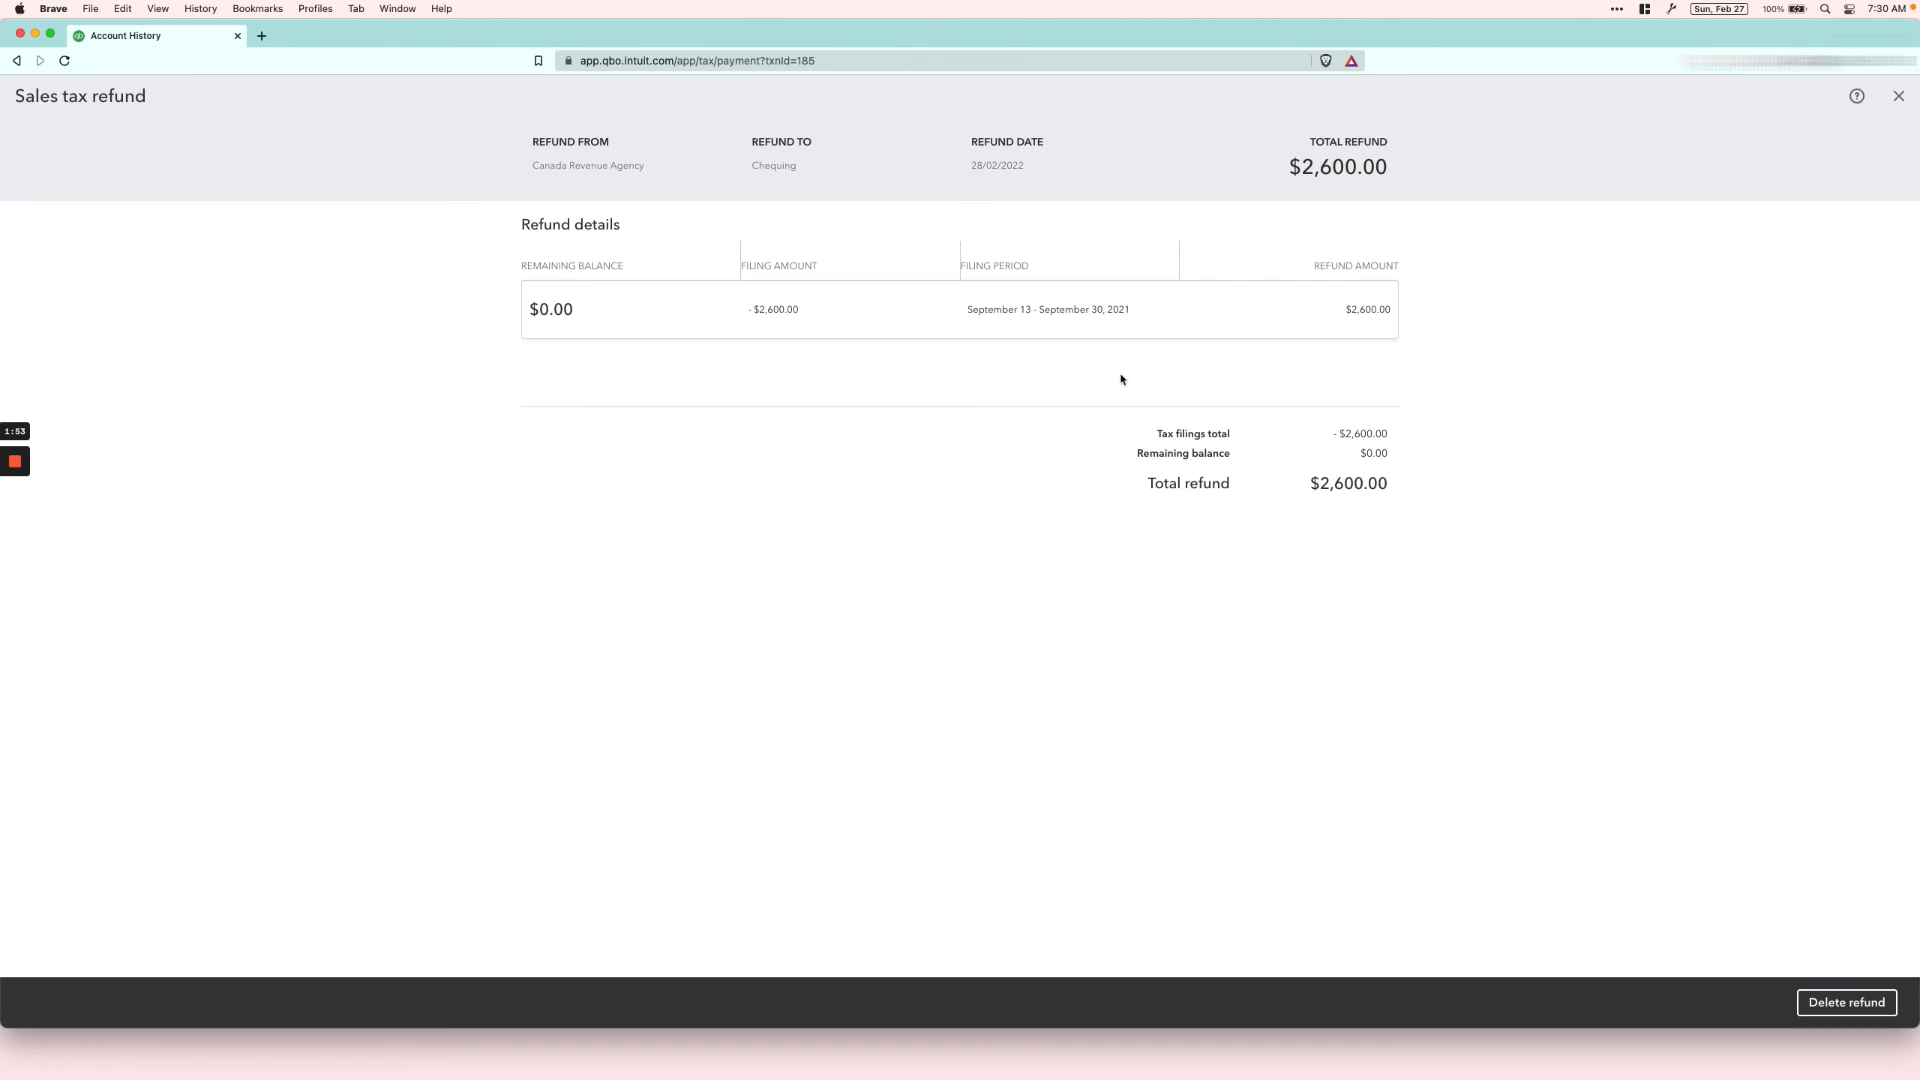 Brave File Edit View History Bookmarks Profiles Tab Window Help Sun, Feb 27 100% 7:30 AM
Account History
app.qbo.intuit.com/app/tax/payment?txnId=185
Sales tax refund
REFUND FROM REFUND TO REFUND DATE TOTAL REFUND
Canada Revenue Agency Chequing 28/02/2022 $2,600.00
Refund details
REMAINING BALANCE FILING AMOUNT FILING PERIOD REFUND AMOUNT
$0.00 - $2,600.00 September 13 - September 30, 2021 $2,600.00
1:53
Tax filings total - $2,600.00
Remaining balance $0.00
Total refund $2,600.00
Delete refund